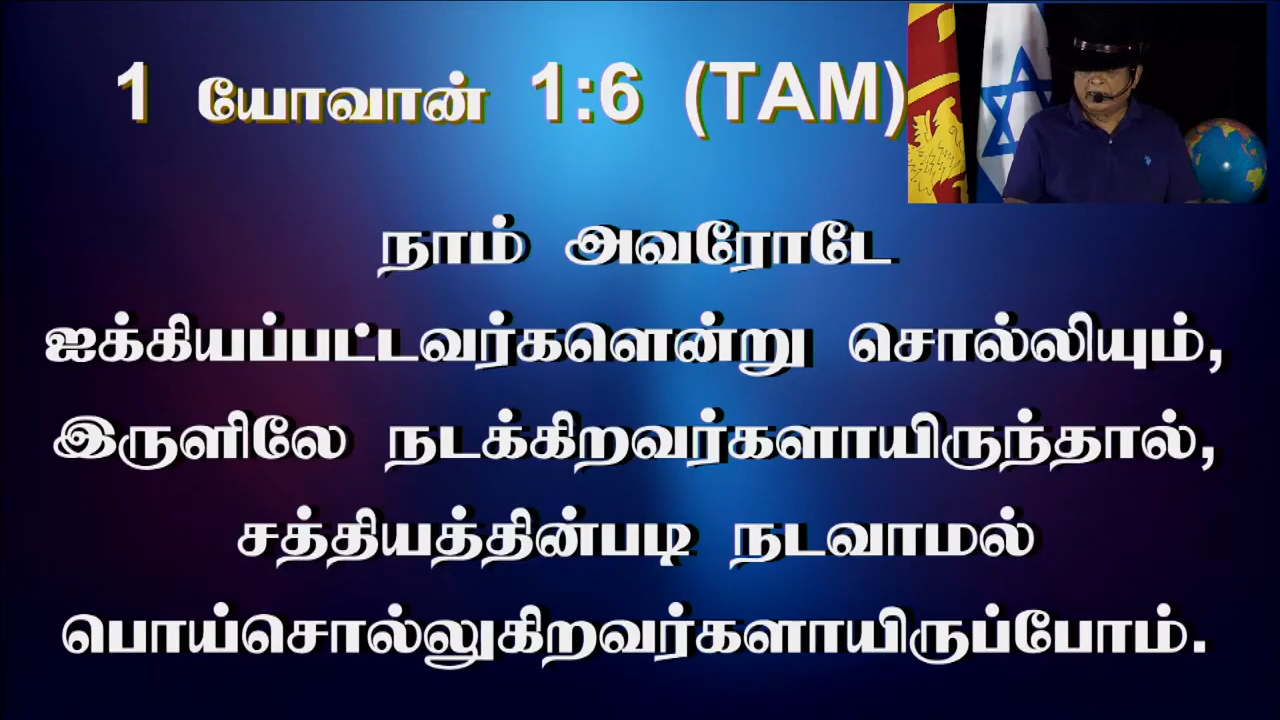 1 யோவான் 1:6 (TAM)
நாம் அவரோடே
ஐக்கியப்பட்டவர்களென்று சொல்லியும்,
இருளிலே நடக்கிறவர்களாயிருந்தால்,
சத்தியத்தின்படி நடவாமல்
பொய்சொல்லுகிறவர்களாயிருப்போம்.